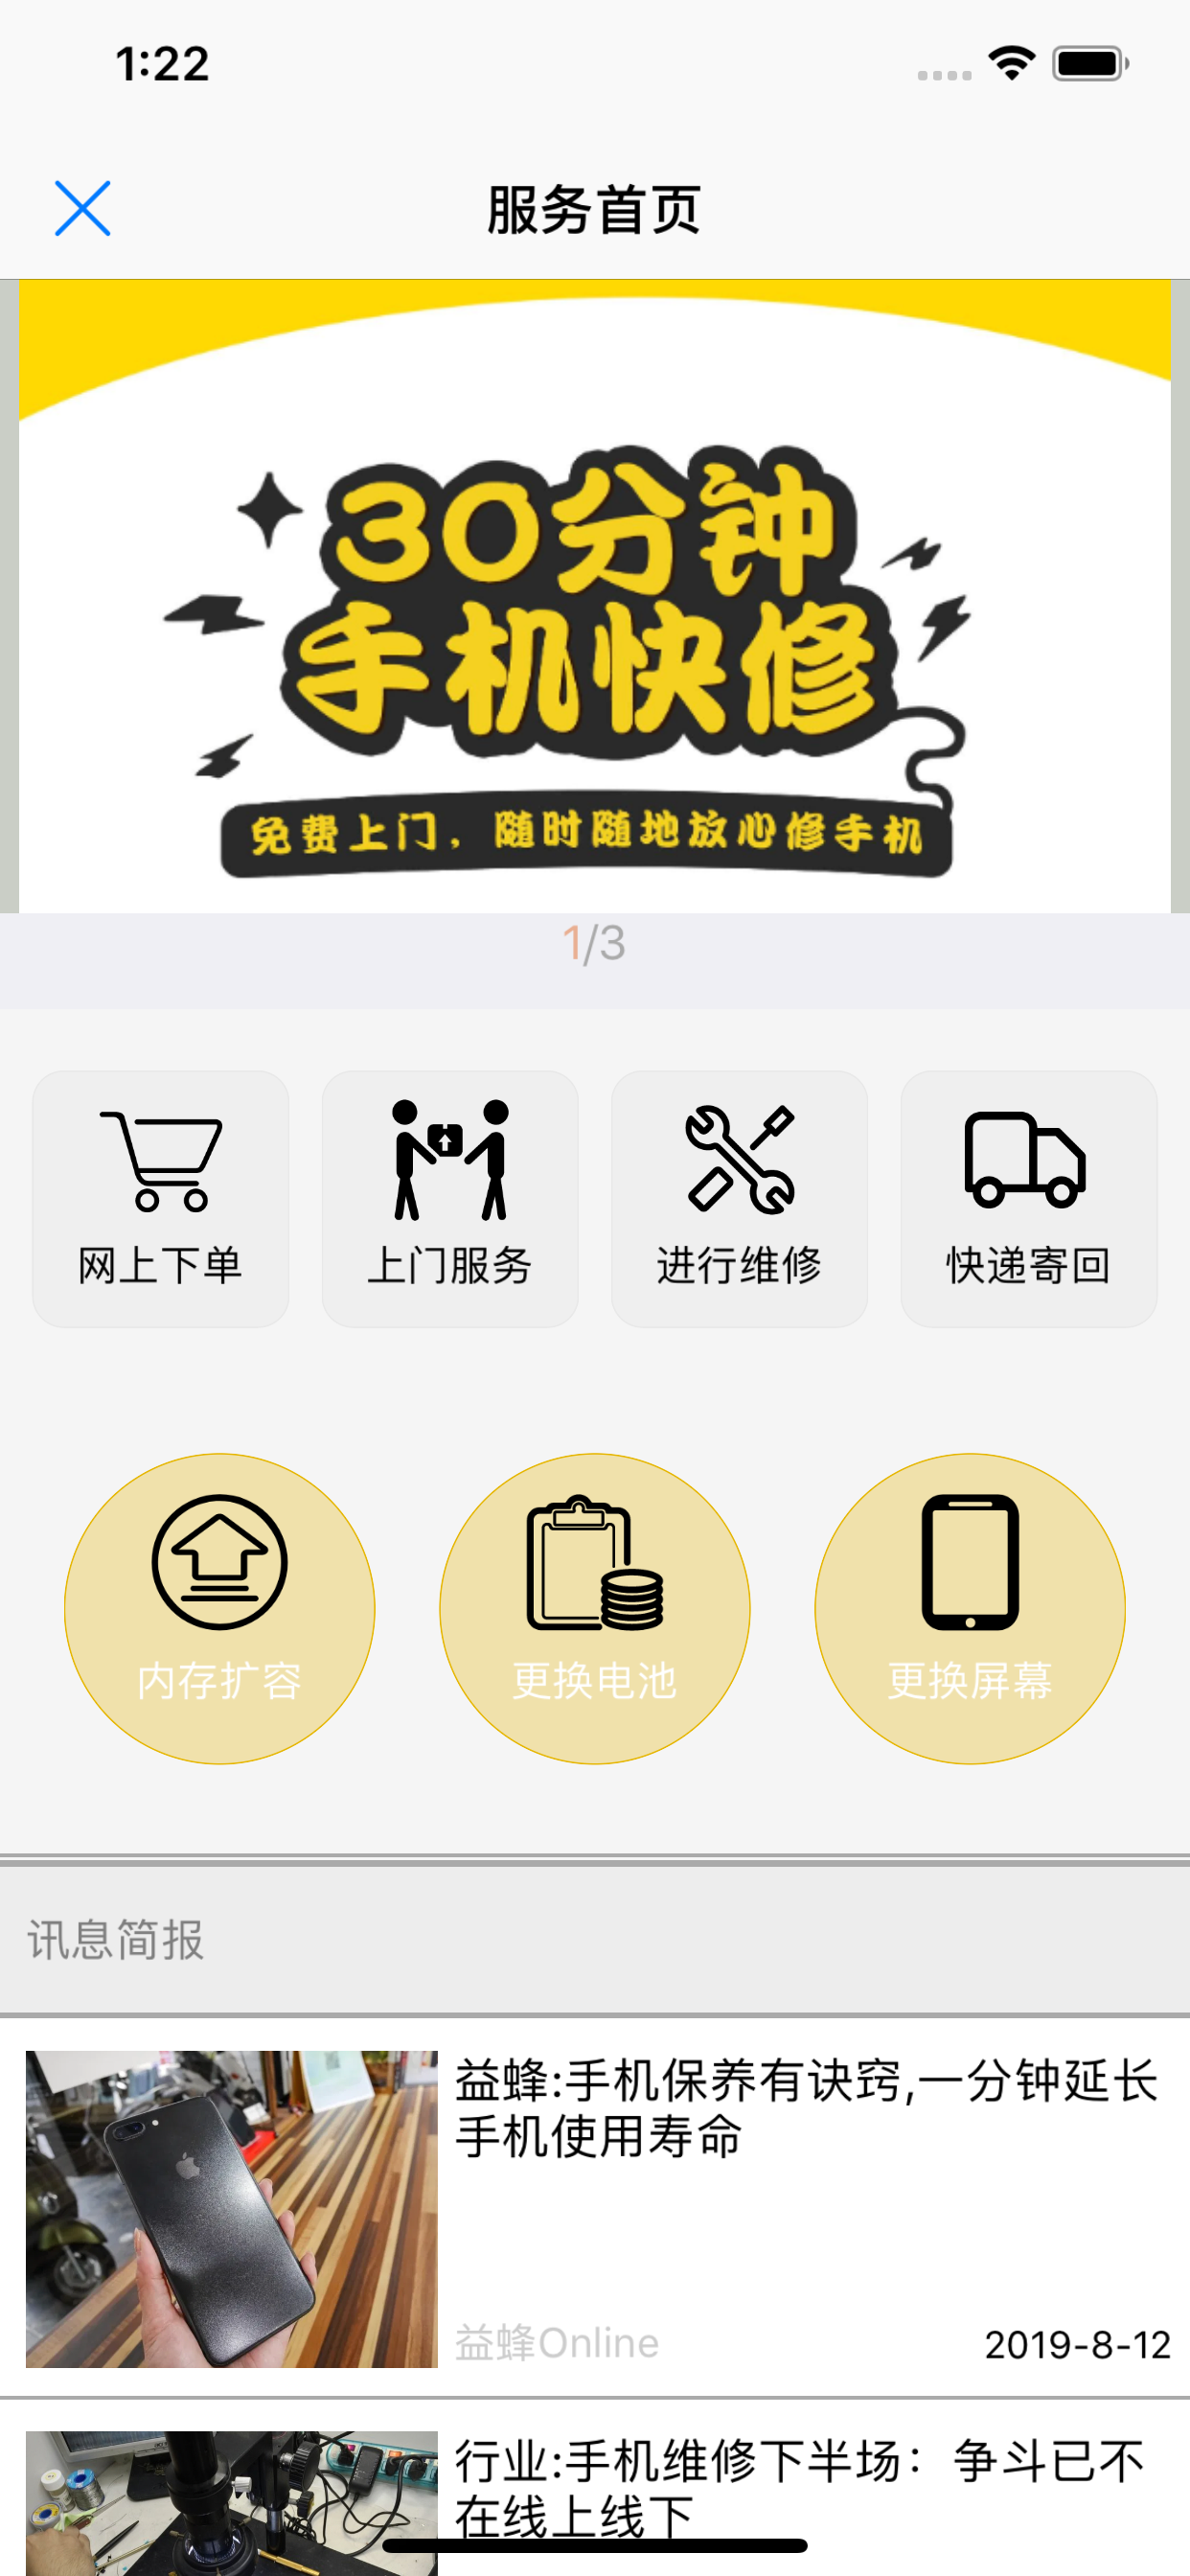 1:22
服务首页
30分钟
手机快修
免费上门，随时随地放心修手机
1/3
网上下单
上门服务
进行维修
快递寄回
内存扩容
更换电池
更换屏幕
讯息简报
益蜂:手机保养有诀窍,一分钟延长
手机使用寿命
益蜂Online
2019-8-12
行业:手机维修下半场：争斗已不
在线上线下